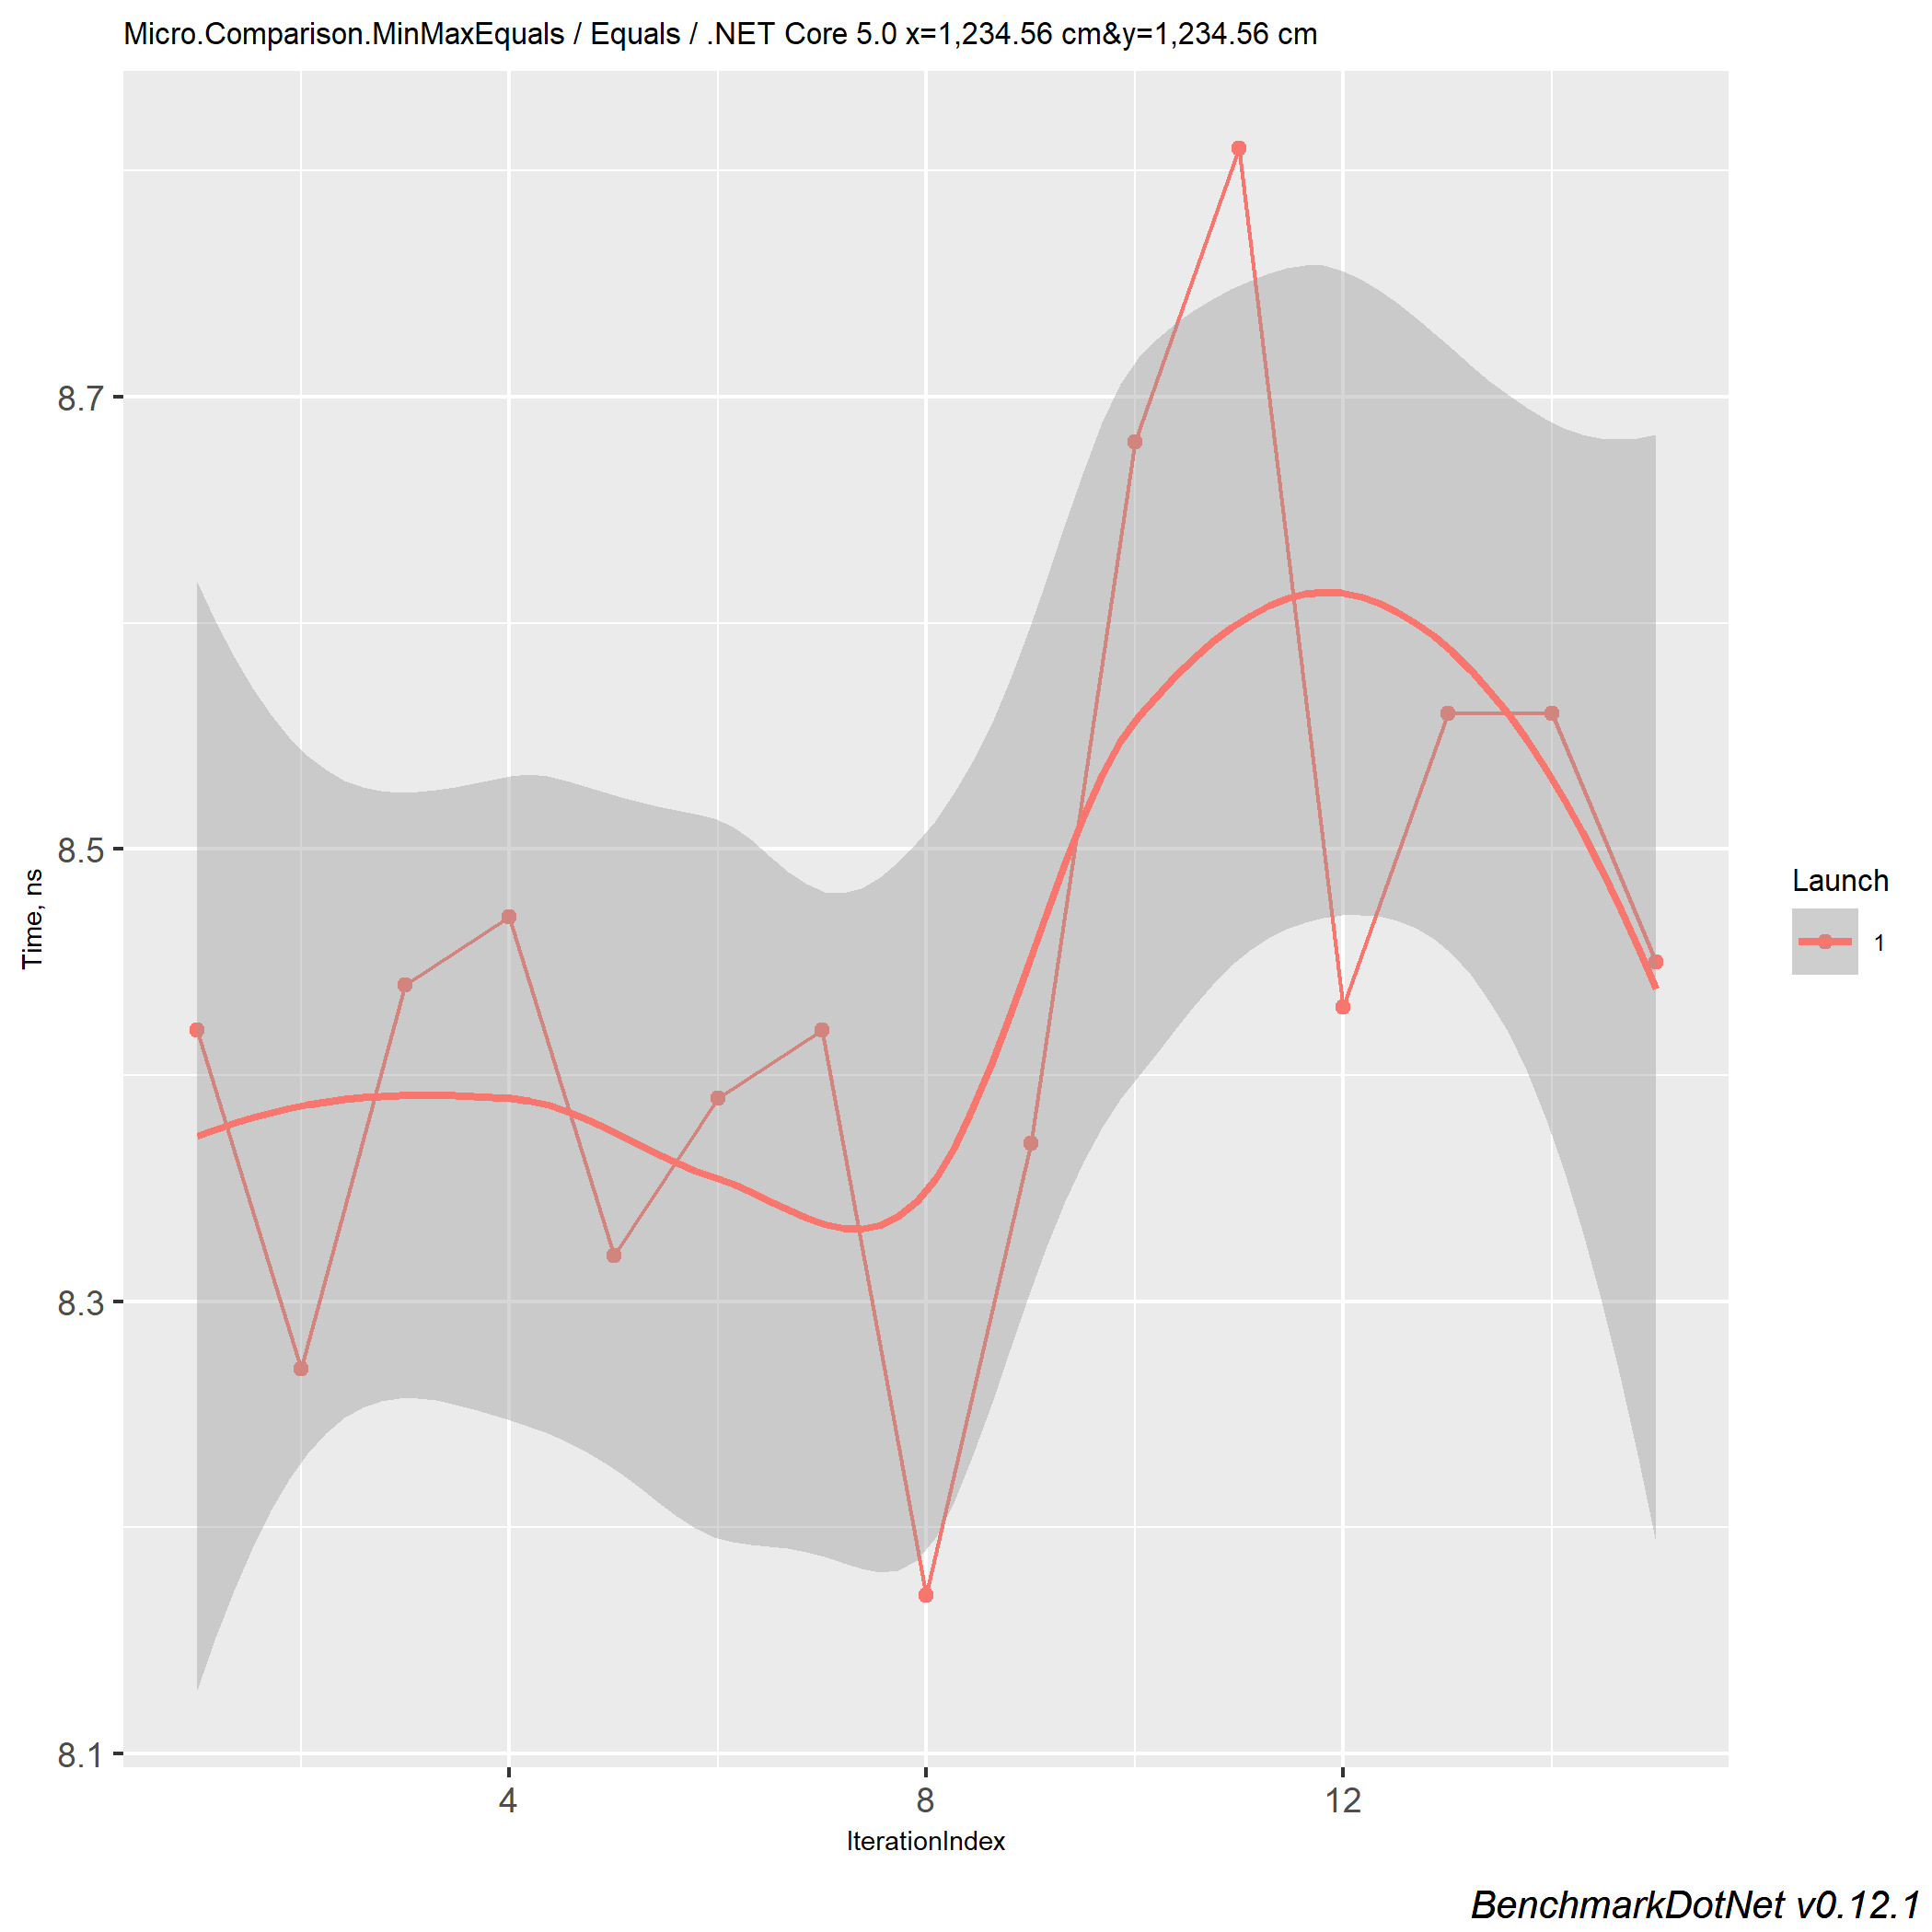 Micro.Comparison.MinMaxEquals / Equals / .NET Core 5.0 x=1,234.56 cm&y=1,234.56 cm
8.7
8.5
8.3
8.1
Time, ns
4 8 12
IterationIndex
Launch
1
BenchmarkDotNet v0.12.1